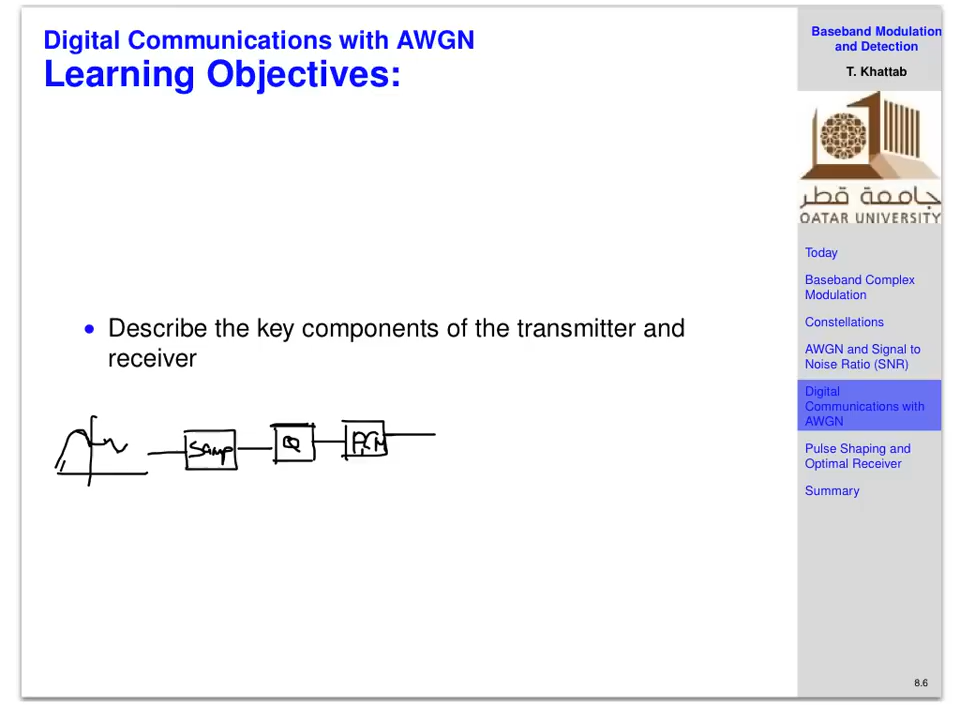 Digital Communications with AWGN
Learning Objectives:
• Describe the key components of the transmitter and
receiver
Samp
Q
PCM
Baseband Modulation
and Detection
T. Khattab
جامعة قطر
QATAR UNIVERSITY
Today
Baseband Complex
Modulation
Constellations
AWGN and Signal to
Noise Ratio (SNR)
Digital
Communications with
AWGN
Pulse Shaping and
Optimal Receiver
Summary
8.6